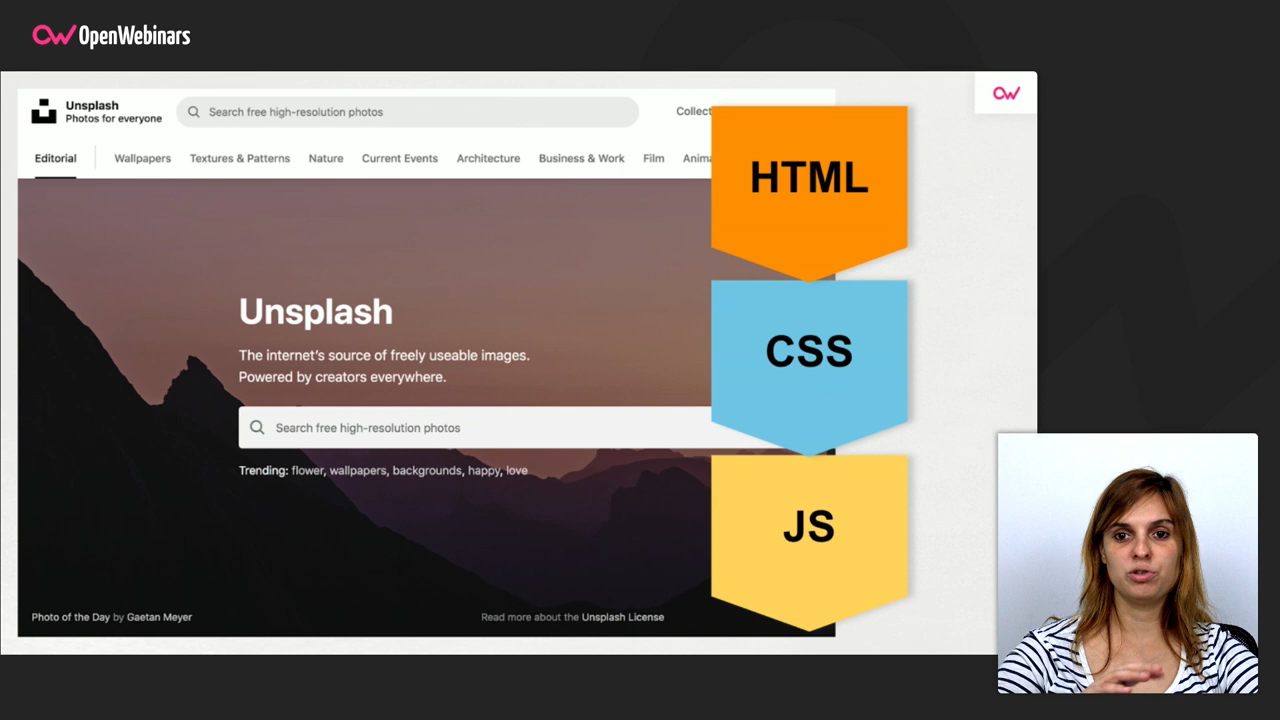 OpenWebinars
Unsplash
Photos for everyone
Search free high-resolution photos
Collect
Editorial
Wallpapers
Textures & Patterns
Nature
Current Events
Architecture
Business & Work
Film
Anima
HTML
Unsplash
The internet's source of freely useable images.
Powered by creators everywhere.
CSS
Search free high-resolution photos
Trending: flower, wallpapers, backgrounds, happy, love
JS
Photo of the Day by Gaetan Meyer
Read more about the Unsplash License